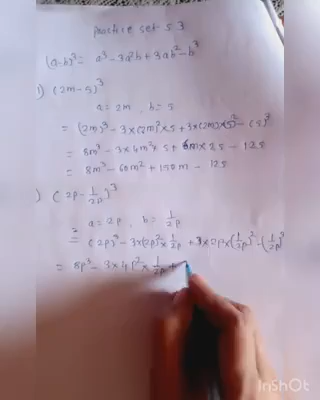 practice set 5.3
(a-b)³ = a³ - 3a²b + 3ab² - b³
1) (2m - 5)³
a = 2m , b = 5
= (2m)³ - 3×(2m)²×5 + 3×(2m)×(5)² - (5)³
= 8m³ - 3×4m²×5 + 6m×25 - 125
= 8m³ - 60m² + 150m - 125
) (2p - 1/2p)³
a = 2p , b = 1/2p
= (2p)³ - 3×(2p)²×1/2p + 3×2p×(1/2p)² - (1/2p)³
= 8p³ - 3×4p²×1/2p +
InShOt